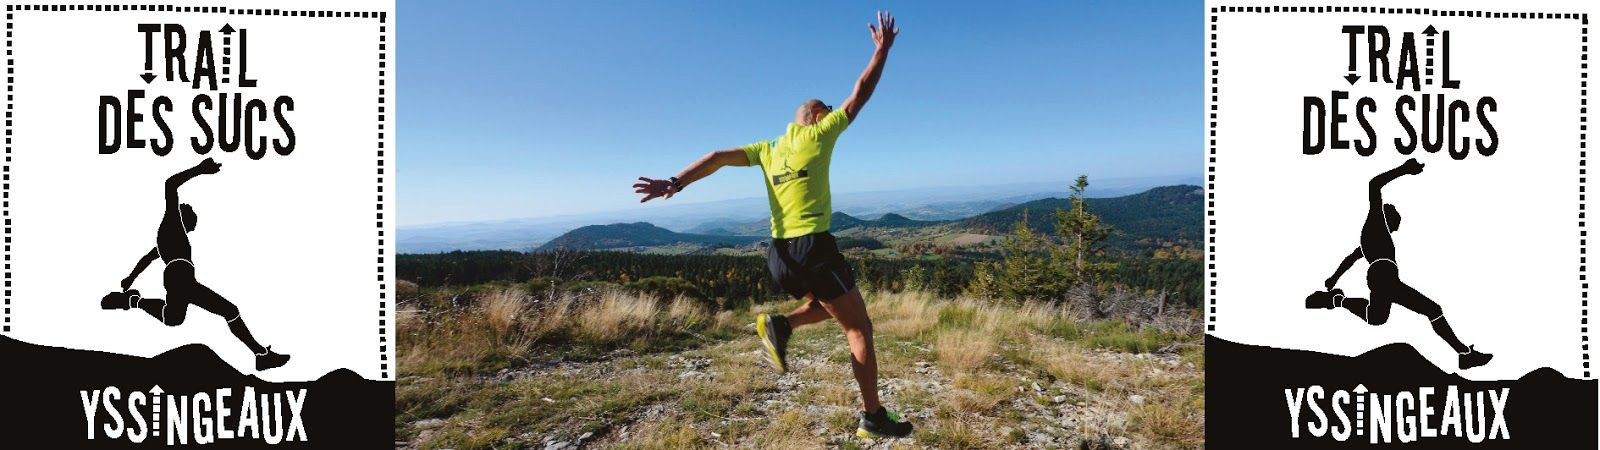 TRAIL
DES SUCS
YSSINGEAUX
TRAIL
DES SUCS
YSSINGEAUX